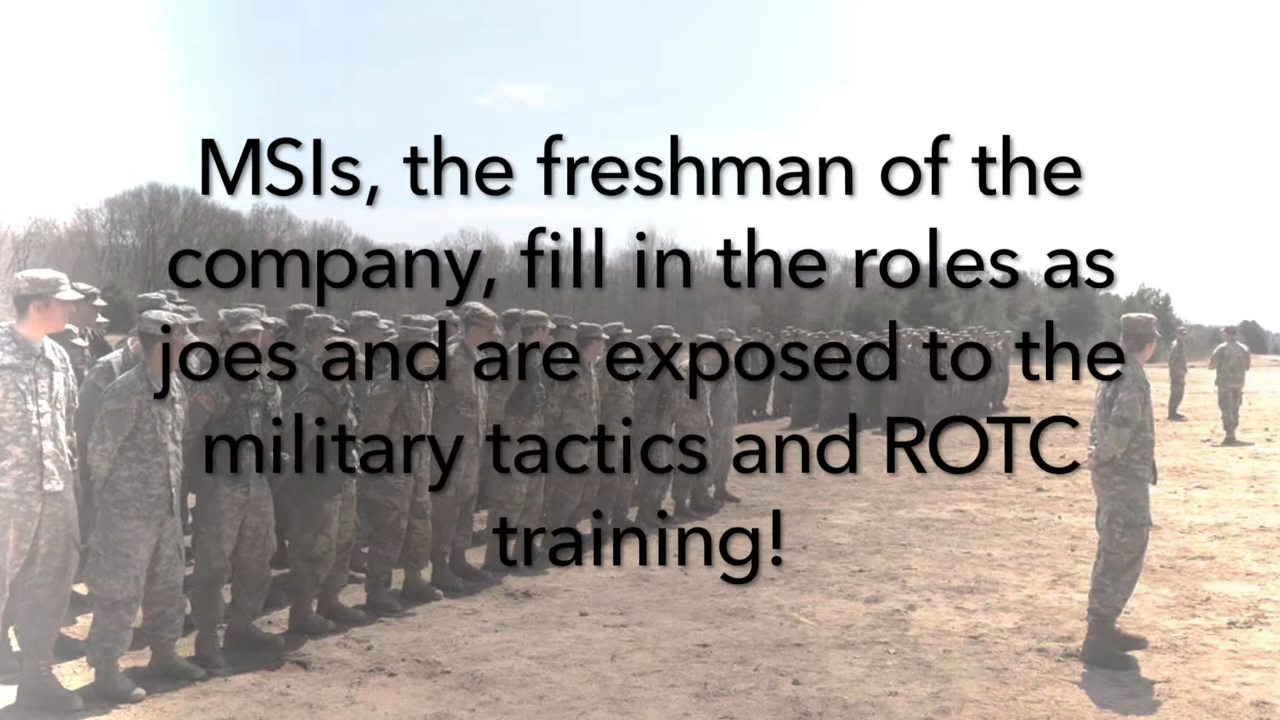 MSIs, the freshman of the
company, fill in the roles as
joes and are exposed to the
military tactics and ROTC
training!